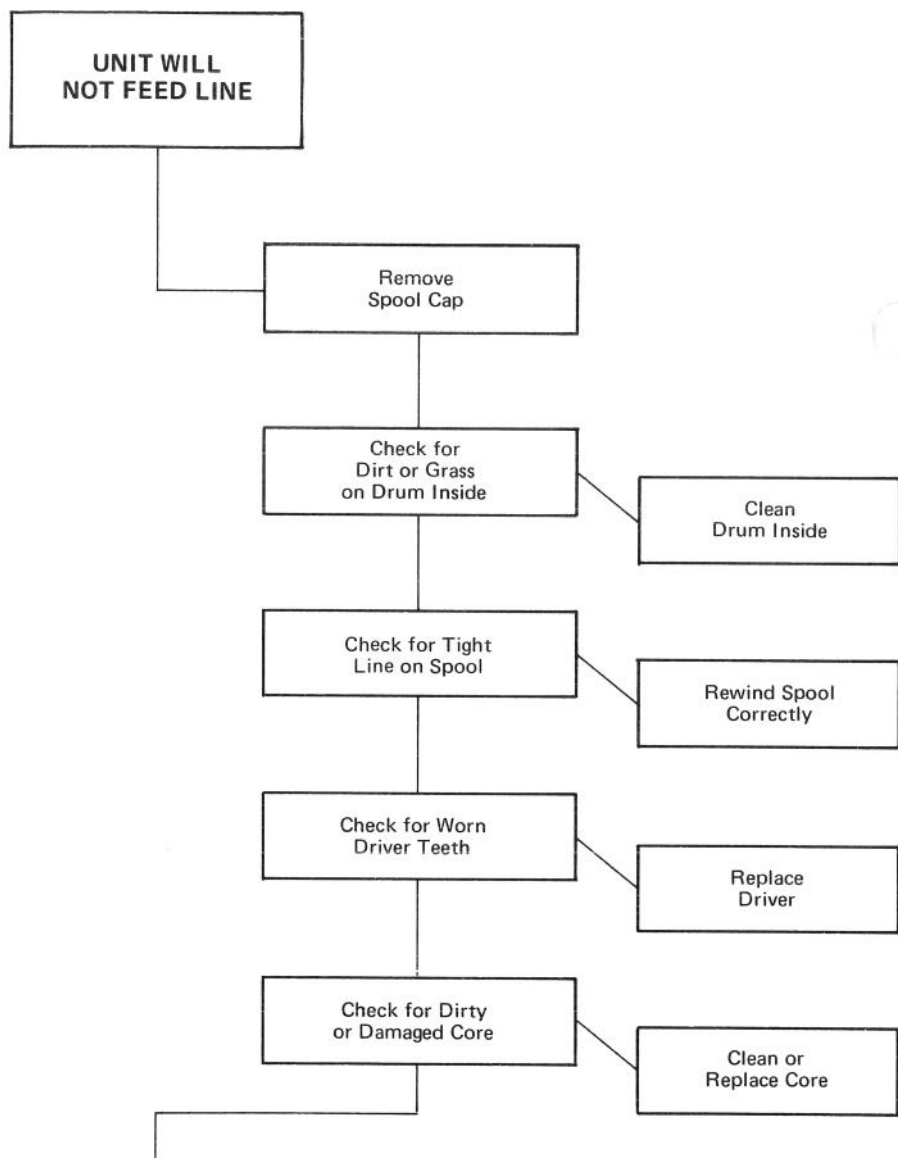 UNIT WILL
NOT FEED LINE
Remove
Spool Cap
Check for
Dirt or Grass
on Drum Inside
Clean
Drum Inside
Check for Tight
Line on Spool
Rewind Spool
Correctly
Check for Worn
Driver Teeth
Replace
Driver
Check for Dirty
or Damaged Core
Clean or
Replace Core